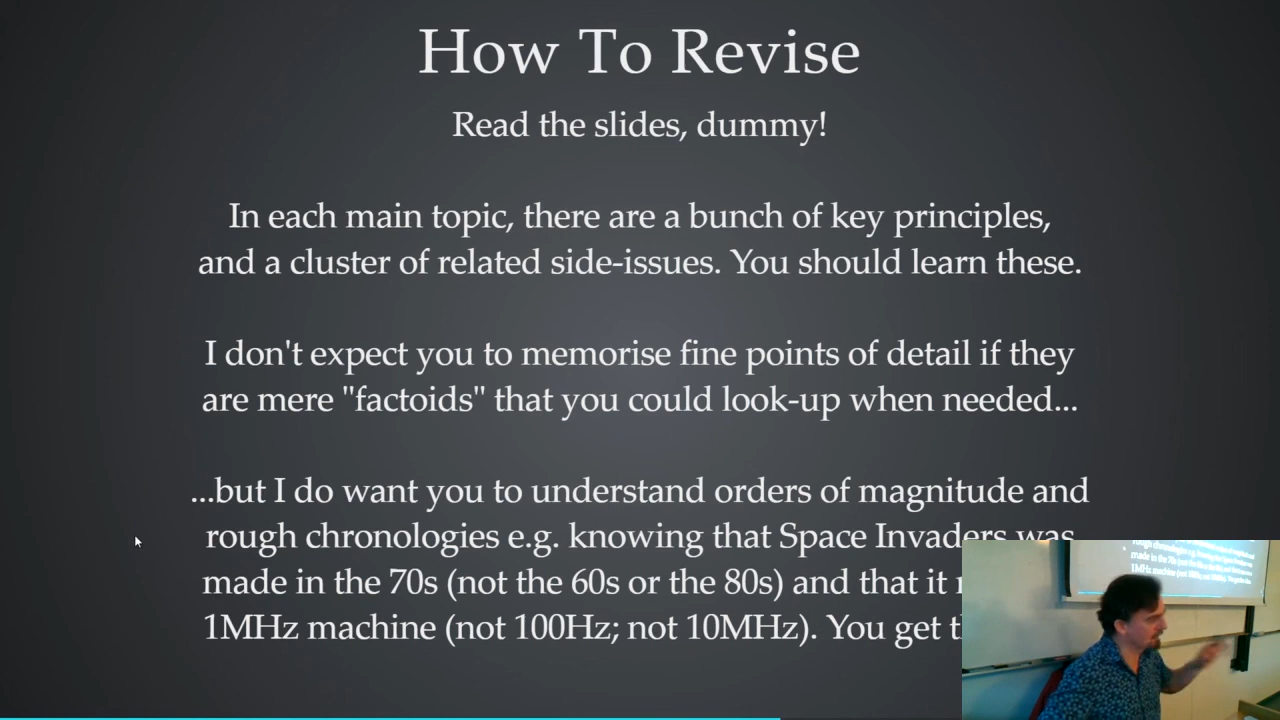 How To Revise
Read the slides, dummy!
In each main topic, there are a bunch of key principles,
and a cluster of related side-issues. You should learn these.
I don't expect you to memorise fine points of detail if they
are mere "factoids" that you could look-up when needed...
...but I do want you to understand orders of magnitude and
rough chronologies e.g. knowing that Space Invaders was
made in the 70s (not the 60s or the 80s) and that it
1MHz machine (not 100Hz; not 10MHz). You get